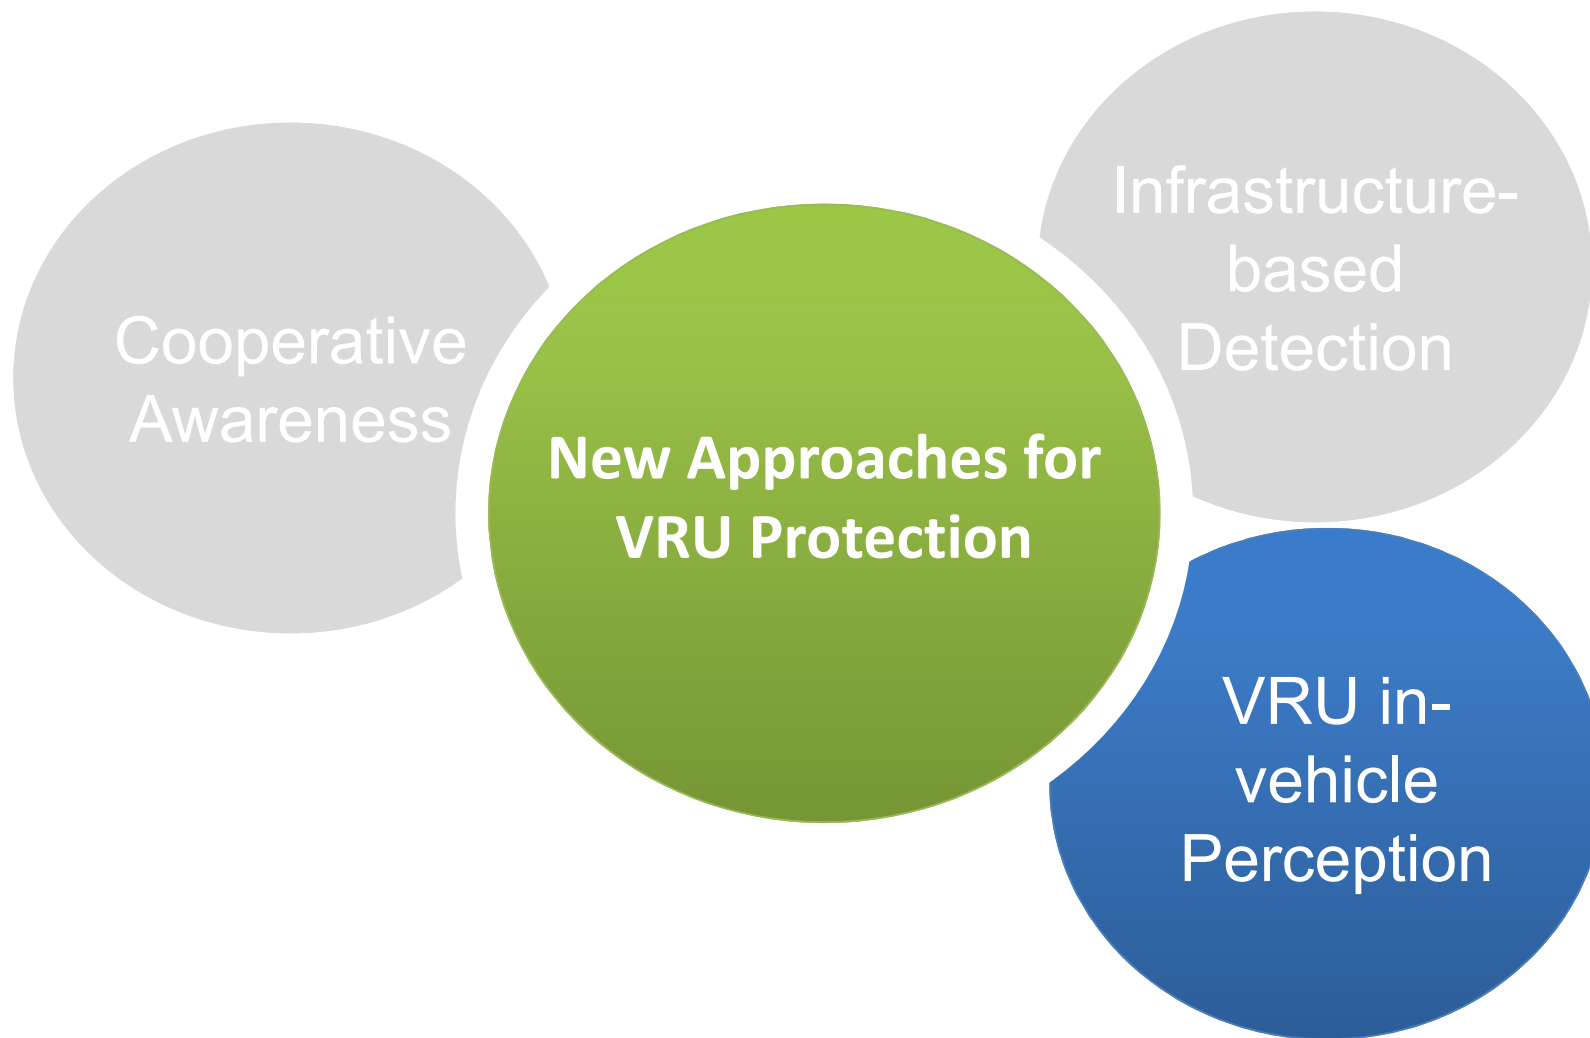 Cooperative
Awareness
New Approaches for
VRU Protection
Infrastructure-
based
Detection
VRU in-
vehicle
Perception